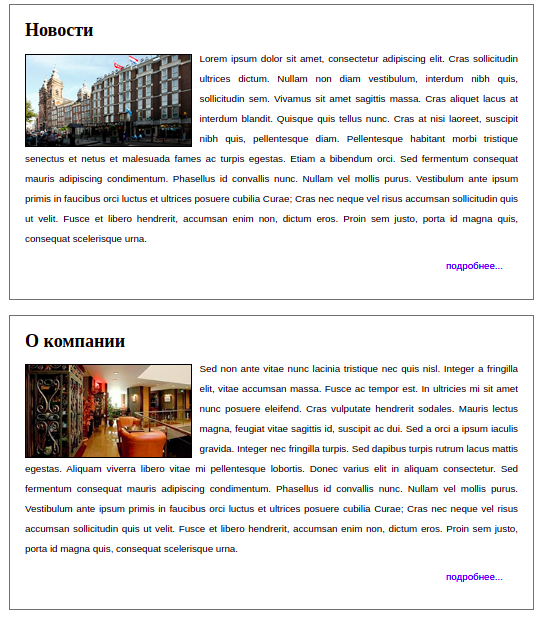 Новости
Lorem ipsum dolor sit amet, consectetur adipiscing elit. Cras sollicitudin
ultrices dictum. Nullam non diam vestibulum, interdum nibh quis,
sollicitudin sem. Vivamus sit amet sagittis massa. Cras aliquet lacus at
interdum blandit. Quisque quis tellus nunc. Cras at nisi laoreet, suscipit
nibh quis, pellentesque diam. Pellentesque habitant morbi tristique
senectus et netus et malesuada fames ac turpis egestas. Etiam a bibendum orci. Sed fermentum consequat
mauris adipiscing condimentum. Phasellus id convallis nunc. Nullam vel mollis purus. Vestibulum ante ipsum
primis in faucibus orci luctus et ultrices posuere cubilia Curae; Cras nec neque vel risus accumsan sollicitudin quis
ut velit. Fusce et libero hendrerit, accumsan enim non, dictum eros. Proin sem justo, porta id magna quis,
consequat scelerisque urna.
подробнее...
О компании
Sed non ante vitae nunc lacinia tristique nec quis nisl. Integer a fringilla
elit, vitae accumsan massa. Fusce ac tempor est. In ultricies mi sit amet
nunc posuere eleifend. Cras vulputate hendrerit sodales. Mauris lectus
magna, feugiat vitae sagittis id, suscipit ac dui. Sed a orci a ipsum iaculis
gravida. Integer nec fringilla turpis. Sed dapibus turpis rutrum lacus mattis
egestas. Aliquam viverra libero vitae mi pellentesque lobortis. Donec varius elit in aliquam consectetur. Sed
fermentum consequat mauris adipiscing condimentum. Phasellus id convallis nunc. Nullam vel mollis purus.
Vestibulum ante ipsum primis in faucibus orci luctus et ultrices posuere cubilia Curae; Cras nec neque vel risus
accumsan sollicitudin quis ut velit. Fusce et libero hendrerit, accumsan enim non, dictum eros. Proin sem justo,
porta id magna quis, consequat scelerisque urna.
подробнее...